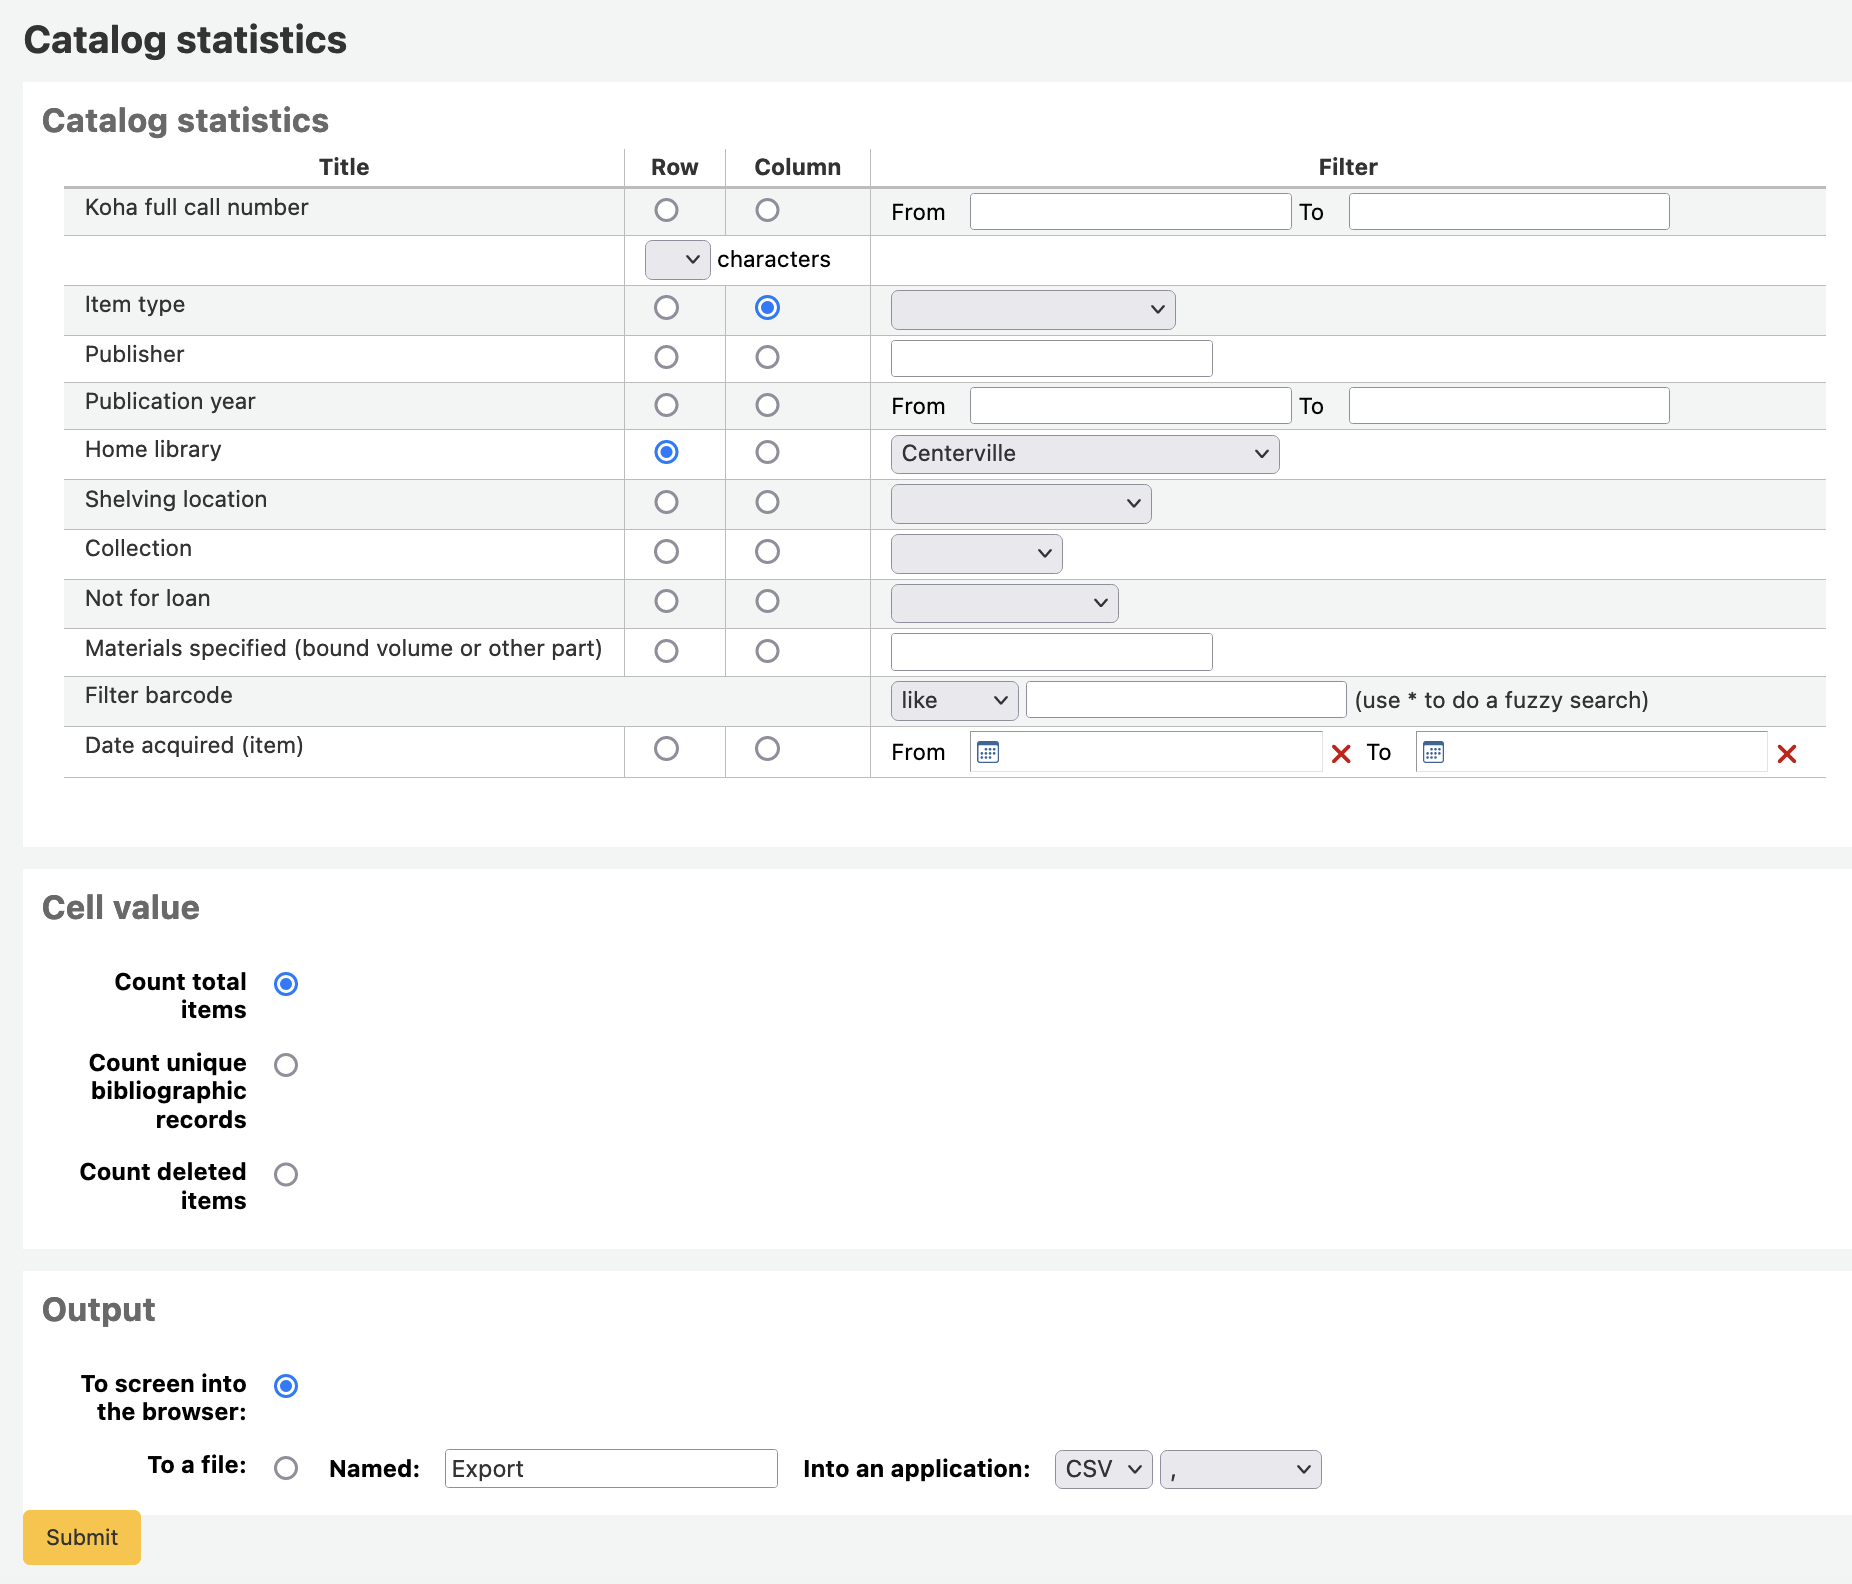 Catalog statistics
Catalog statistics
Title Row Column Filter
Koha full call number From To
characters
Item type
Publisher
Publication year From To
Home library Centerville
Shelving location
Collection
Not for loan
Materials specified (bound volume or other part)
Filter barcode like (use * to do a fuzzy search)
Date acquired (item) From To
Cell value
Count total
items
Count unique
bibliographic
records
Count deleted
items
Output
To screen into
the browser:
To a file: Named: Export Into an application: CSV ,
Submit